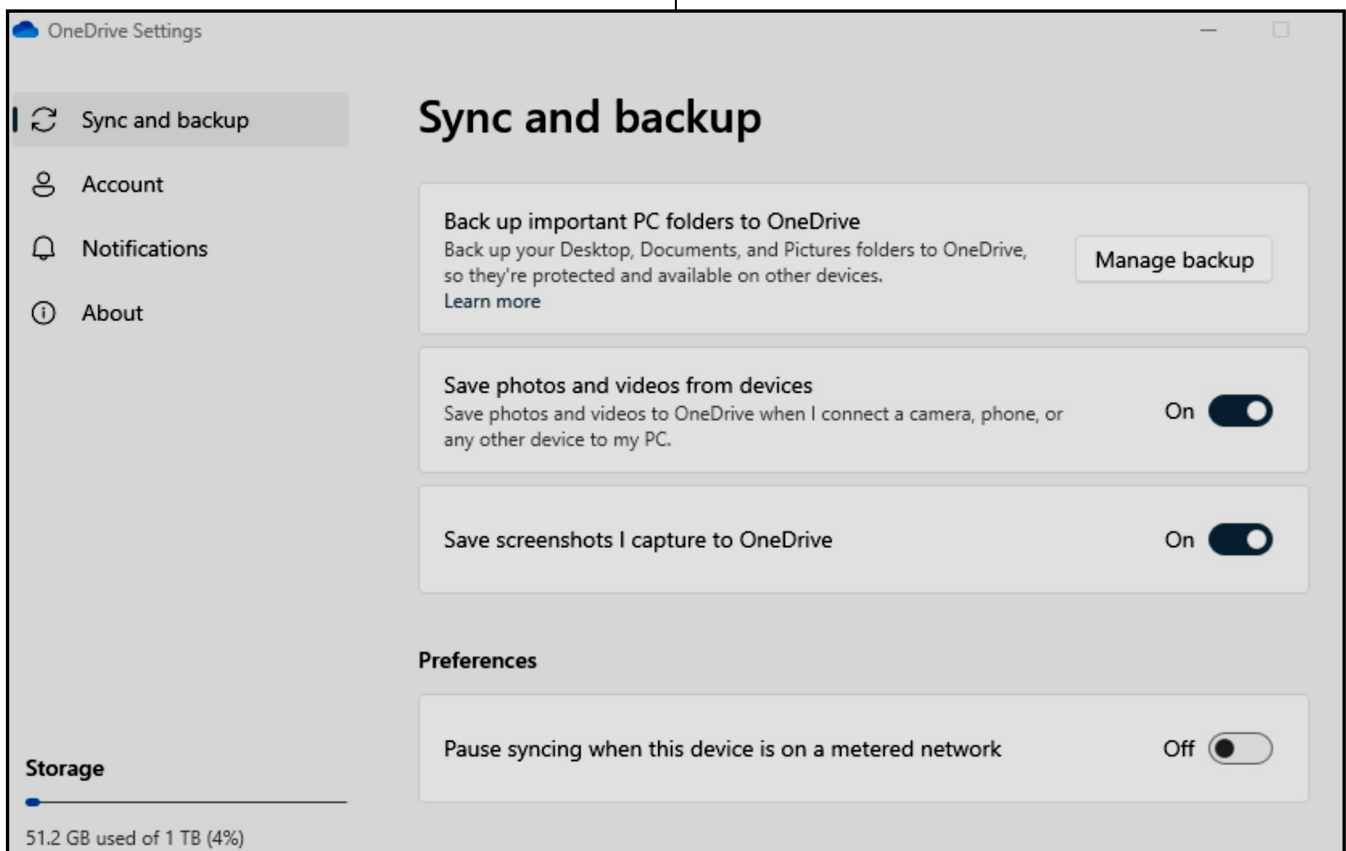 OneDrive Settings
Sync and backup
Account
Notifications
About
Storage
51.2 GB used of 1 TB (4%)
Sync and backup
Back up important PC folders to OneDrive
Back up your Desktop, Documents, and Pictures folders to OneDrive,
so they're protected and available on other devices.
Learn more
Manage backup
Save photos and videos from devices
Save photos and videos to OneDrive when I connect a camera, phone, or
any other device to my PC.
On
Save screenshots I capture to OneDrive
On
Preferences
Pause syncing when this device is on a metered network
Off